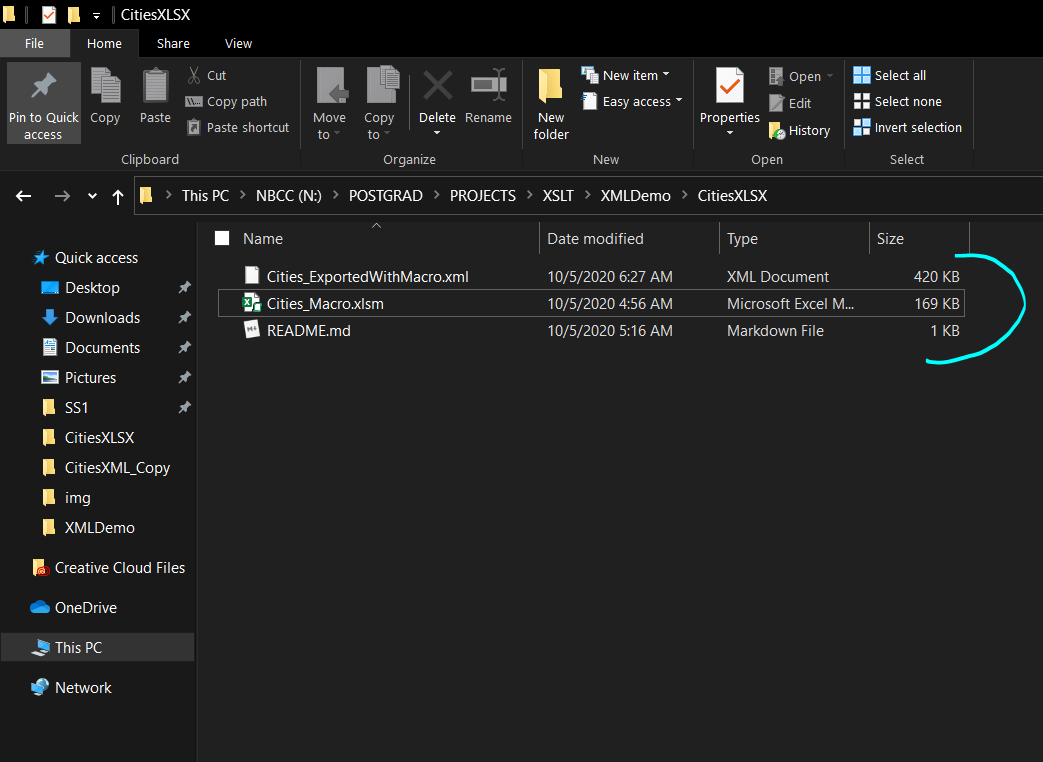 CitiesXLSX
File Home Share View
Pin to Quick access
Copy
Paste
Cut
Copy path
Paste shortcut
Clipboard
Move to
Copy to
Delete
Rename
Organize
New folder
New item
Easy access
New
Properties
Open
Edit
History
Open
Select all
Select none
Invert selection
Select
This PC > NBCC (N:) > POSTGRAD > PROJECTS > XSLT > XMLDemo > CitiesXLSX
Quick access
Desktop
Downloads
Documents
Pictures
SS1
CitiesXLSX
CitiesXML_Copy
img
XMLDemo
Creative Cloud Files
OneDrive
This PC
Network
Name Date modified Type Size
Cities_ExportedWithMacro.xml 10/5/2020 6:27 AM XML Document 420 KB
Cities_Macro.xlsm 10/5/2020 4:56 AM Microsoft Excel M... 169 KB
README.md 10/5/2020 5:16 AM Markdown File 1 KB